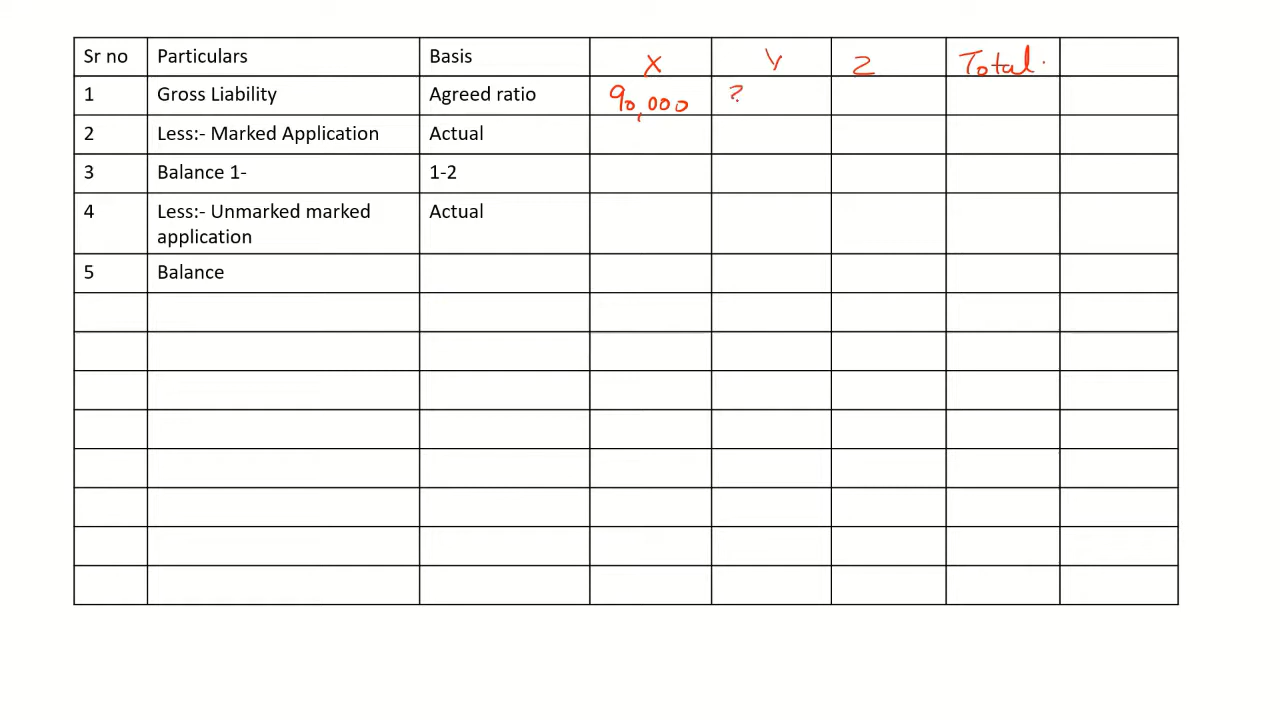 Sr no Particulars Basis X Y Z Total.
1 Gross Liability Agreed ratio 90,000 ?
2 Less:- Marked Application Actual
3 Balance 1- 1-2
4 Less:- Unmarked marked Actual
application
5 Balance